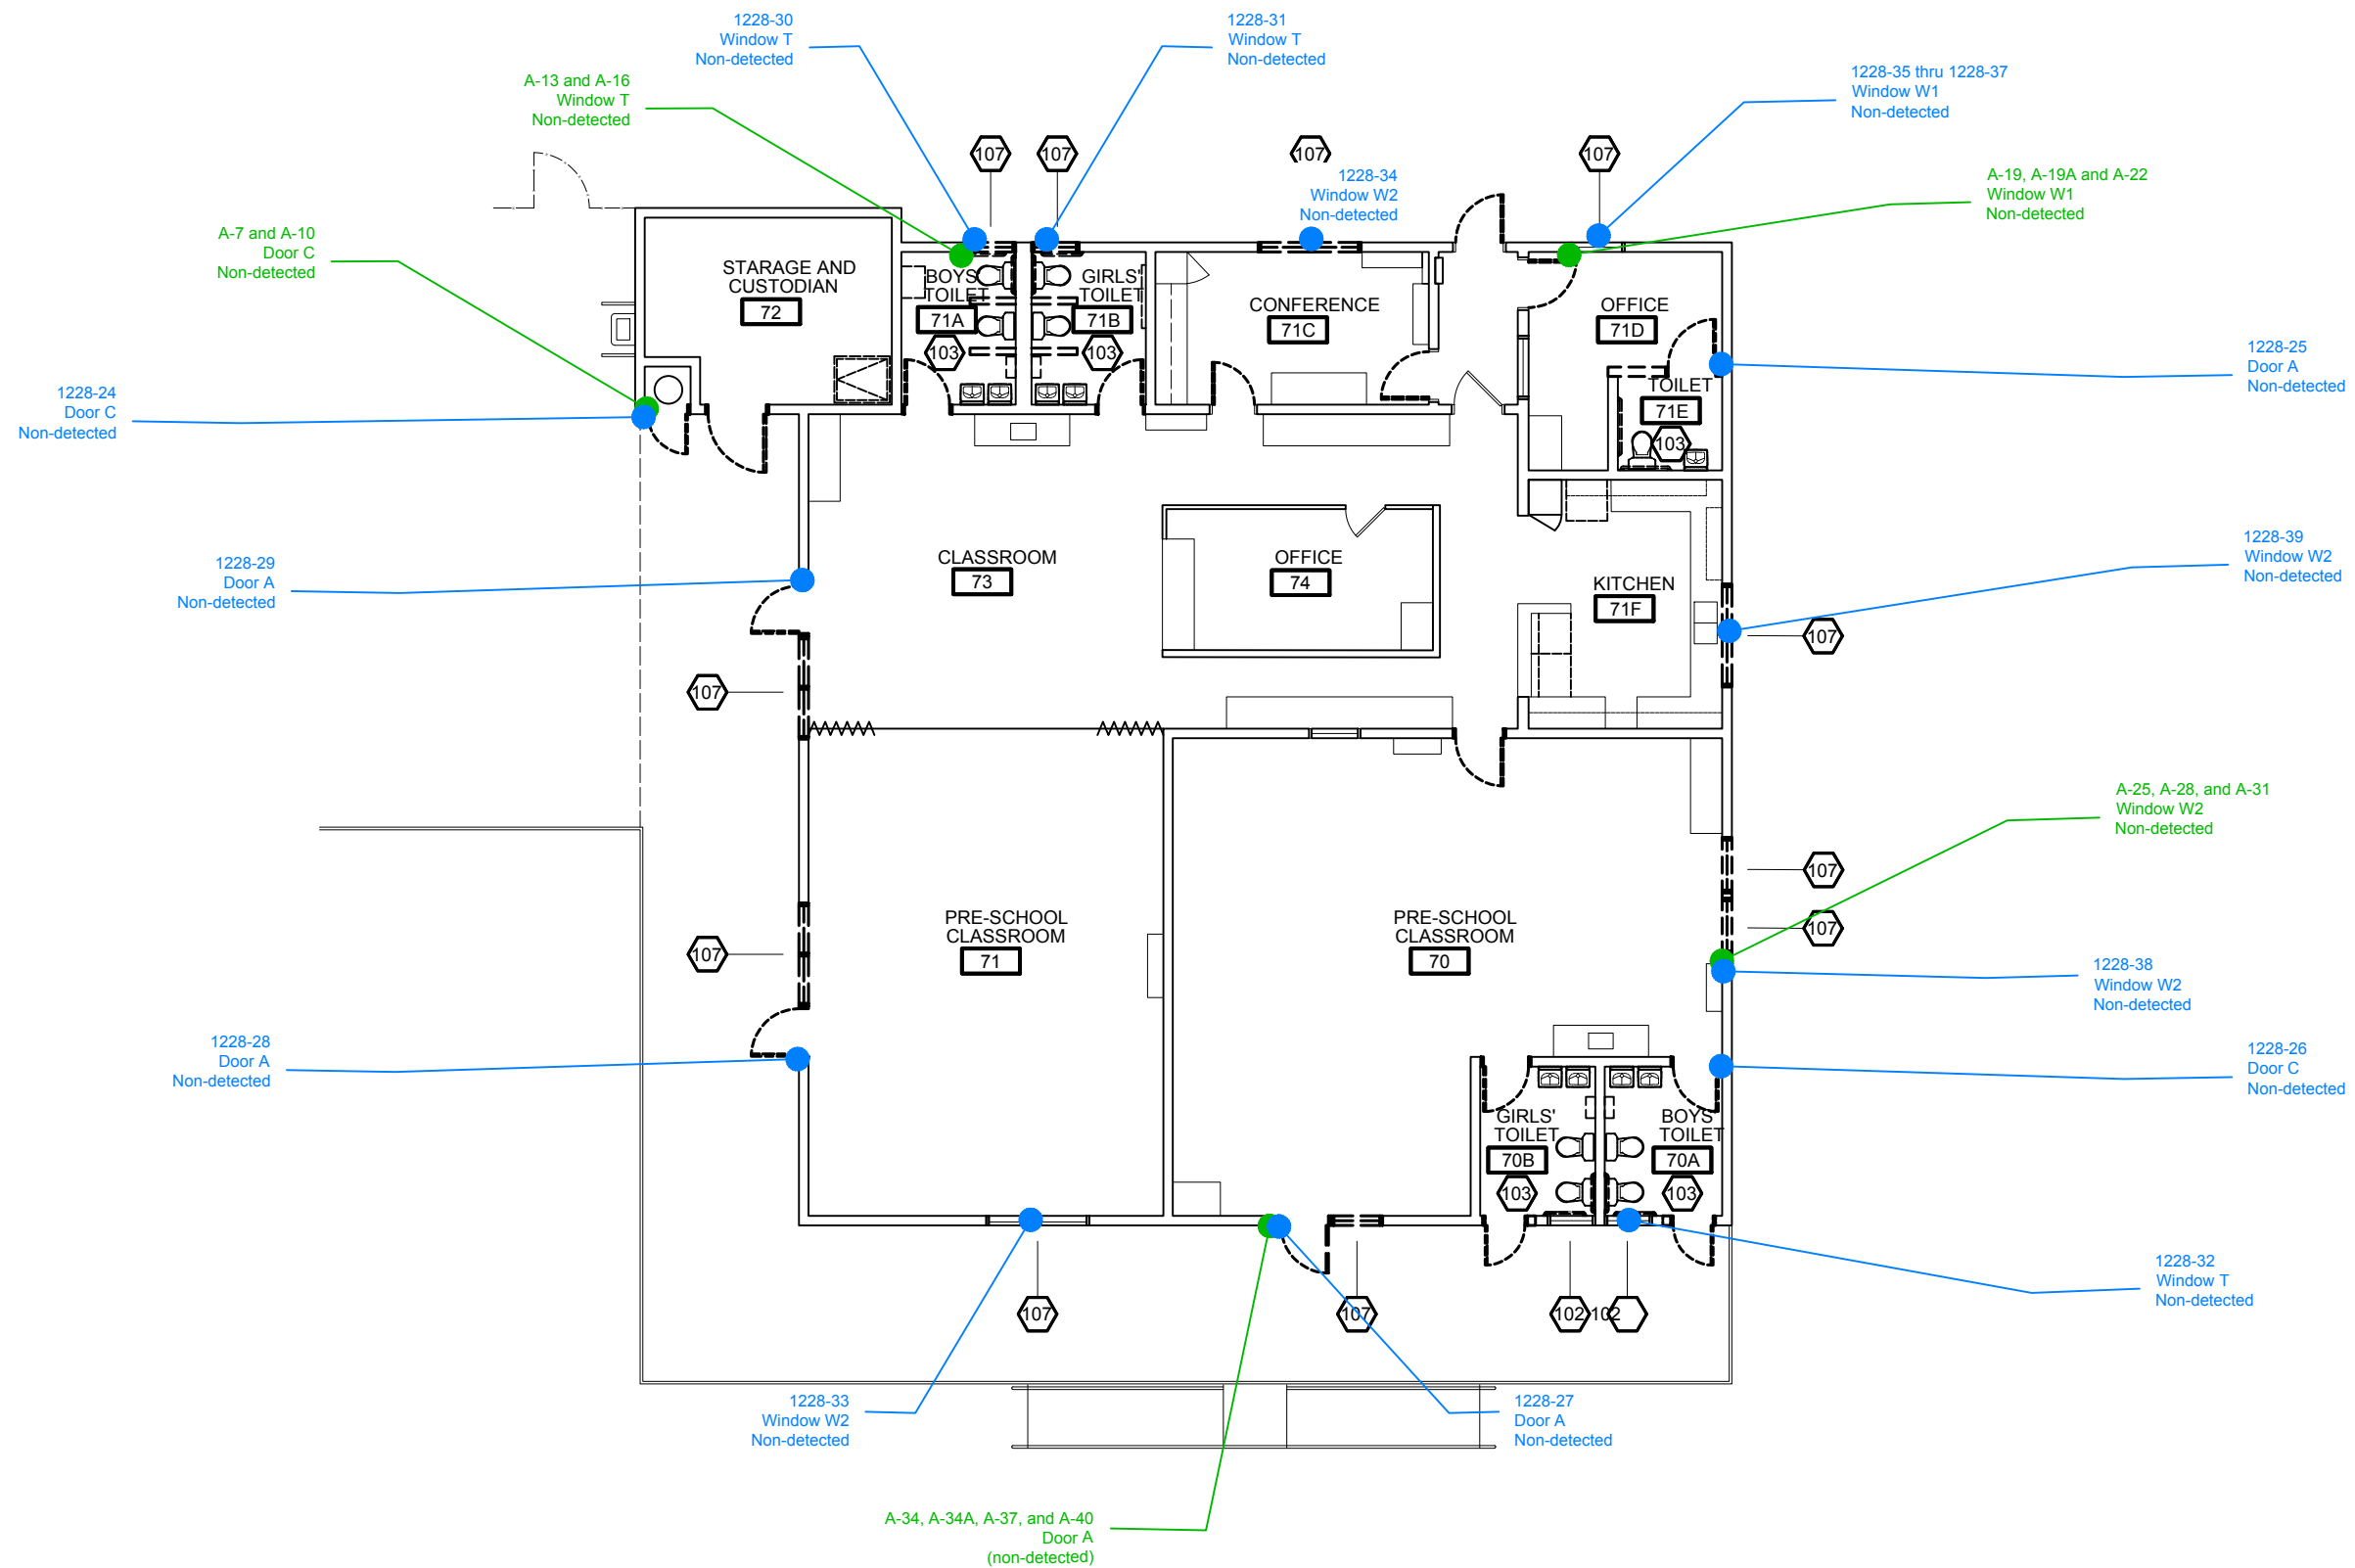 1228-30
Window T
Non-detected
1228-31
Window T
Non-detected
1228-35 thru 1228-37
Window W1
Non-detected
A-13 and A-16
Window T
Non-detected
107
107
107
107
1228-34
Window W2
Non-detected
A-19, A-19A and A-22
Window W1
Non-detected
A-7 and A-10
Door C
Non-detected
STARAGE AND
CUSTODIAN
72
BOYS'
TOILET
71A
103
GIRLS'
TOILET
71B
103
CONFERENCE
71C
OFFICE
71D
1228-25
Door A
Non-detected
TOILET
71E
103
1228-24
Door C
Non-detected
1228-29
Door A
Non-detected
CLASSROOM
73
OFFICE
74
KITCHEN
71F
1228-39
Window W2
Non-detected
107
107
A-25, A-28, and A-31
Window W2
Non-detected
107
107
107
PRE-SCHOOL
CLASSROOM
71
PRE-SCHOOL
CLASSROOM
70
1228-38
Window W2
Non-detected
1228-28
Door A
Non-detected
1228-26
Door C
Non-detected
GIRLS'
TOILET
70B
103
BOYS'
TOILET
70A
103
1228-32
Window T
Non-detected
107
107
102
102
1228-33
Window W2
Non-detected
1228-27
Door A
Non-detected
A-34, A-34A, A-37, and A-40
Door A
(non-detected)